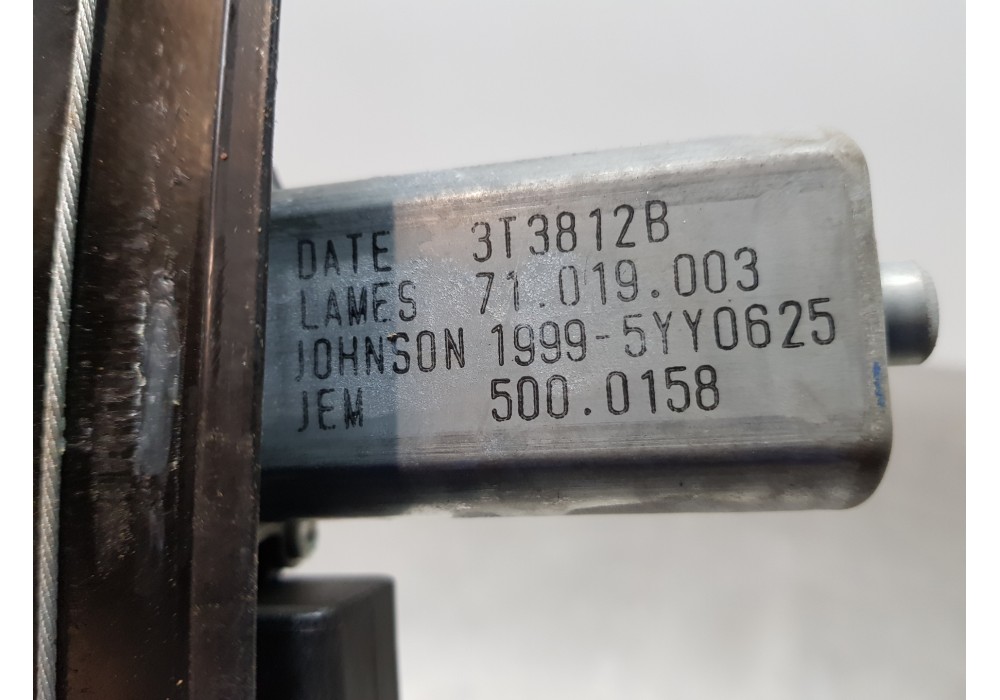 DATE 3T3812B
LAMES 71.019.003
JOHNSON 1999-5YY0625
JEM 500.0158